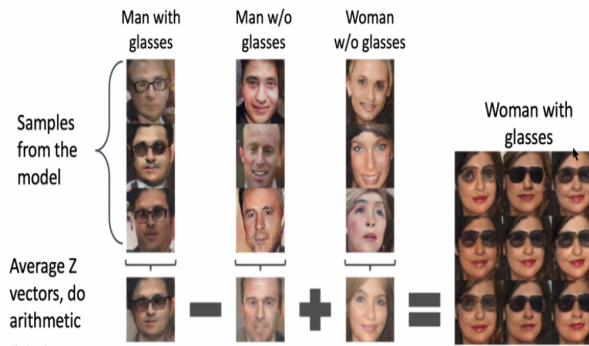 Man with
glasses
Man w/o
glasses
Woman
w/o glasses
Samples
from the
model
Woman with
glasses
Average Z
vectors, do
arithmetic